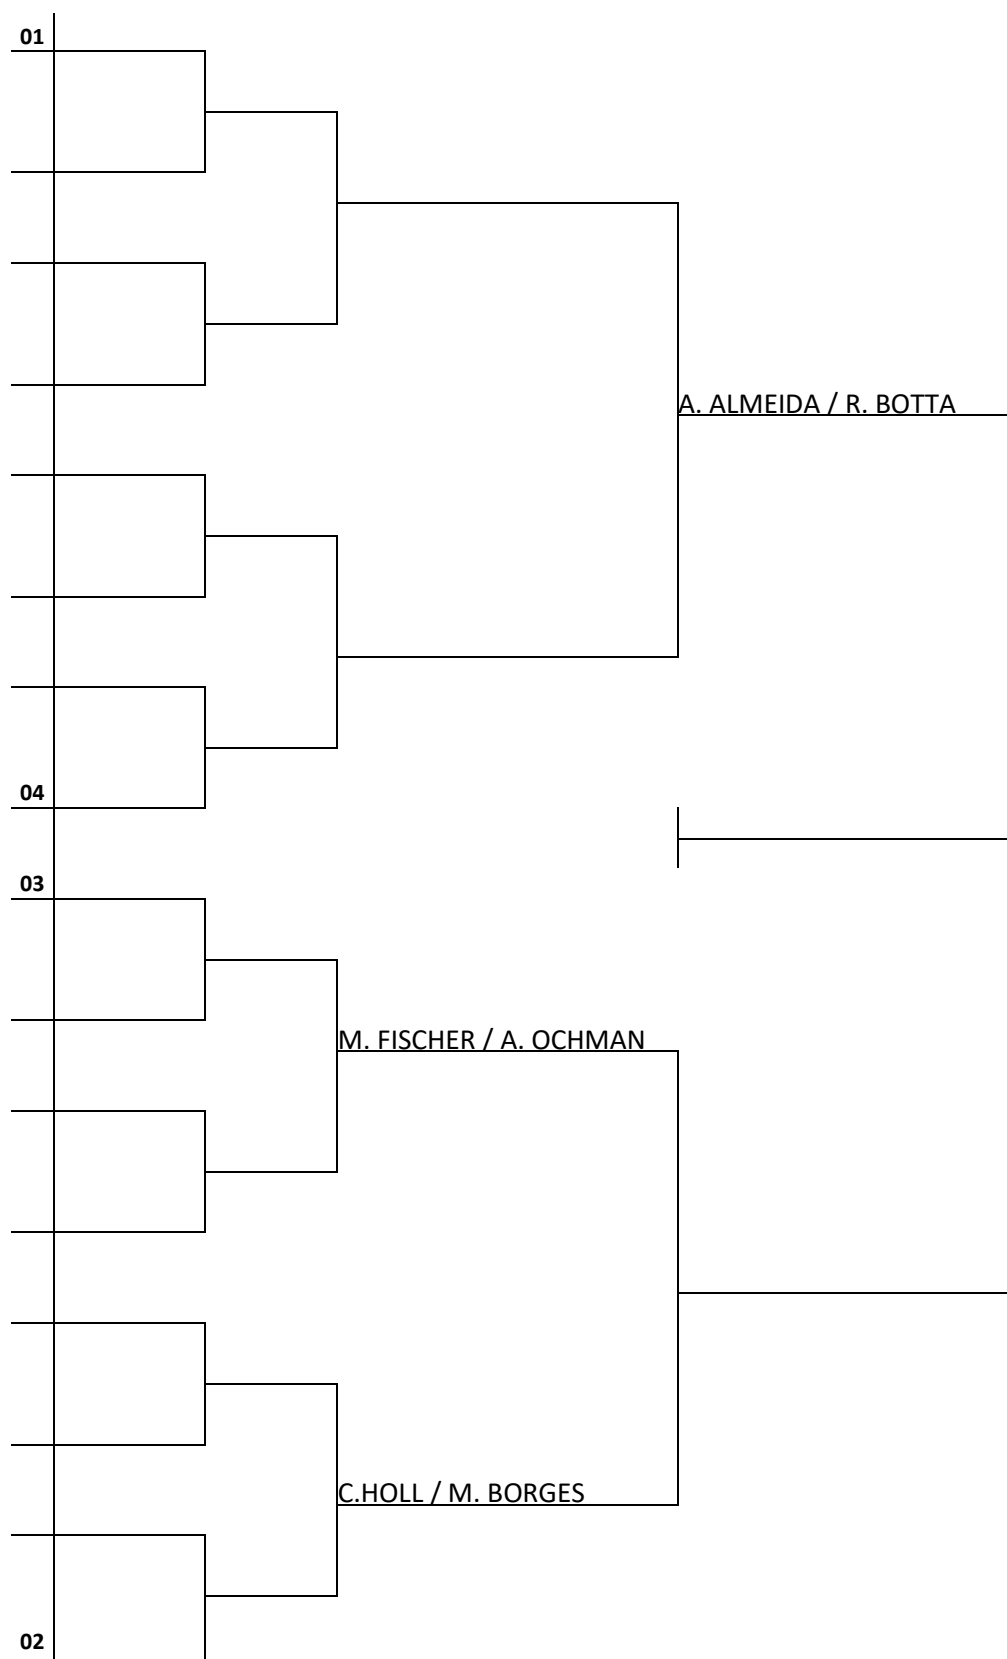 01
A. ALMEIDA / R. BOTTA
04
03
M. FISCHER / A. OCHMAN
C.HOLL / M. BORGES
02